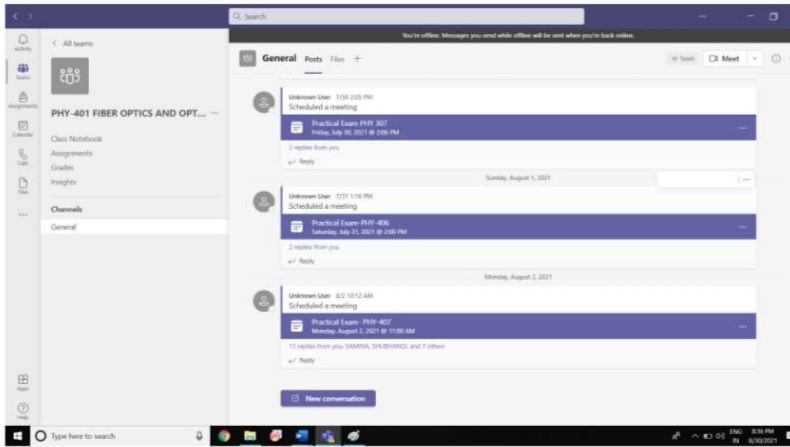 Search
You're offline. Messages you send while offline will be sent when you're back online.
Activity
Teams
Assignments
Calendar
Calls
Files
Apps
Help
All teams
PHY-401 FIBER OPTICS AND OPT...
Class Notebook
Assignments
Grades
Insights
Channels
General
General Posts Files +
Team
Meet
Unknown User 7/30 2:05 PM
Scheduled a meeting
Practical Exam PHY 307
Friday, July 30, 2021 @ 2:06 PM
2 replies from you
Reply
Sunday, August 1, 2021
Unknown User 7/31 1:16 PM
Scheduled a meeting
Practical Exam-PHY-406
Saturday, July 31, 2021 @ 2:00 PM
2 replies from you
Reply
Monday, August 2, 2021
Unknown User 8/2 10:12 AM
Scheduled a meeting
Practical Exam- PHY-407
Monday, August 2, 2021 @ 11:00 AM
13 replies from you, SAMINA, SHUBHANGI, and 7 others
Reply
New conversation
Type here to search
ENG 8:36 PM
IN 8/30/2021